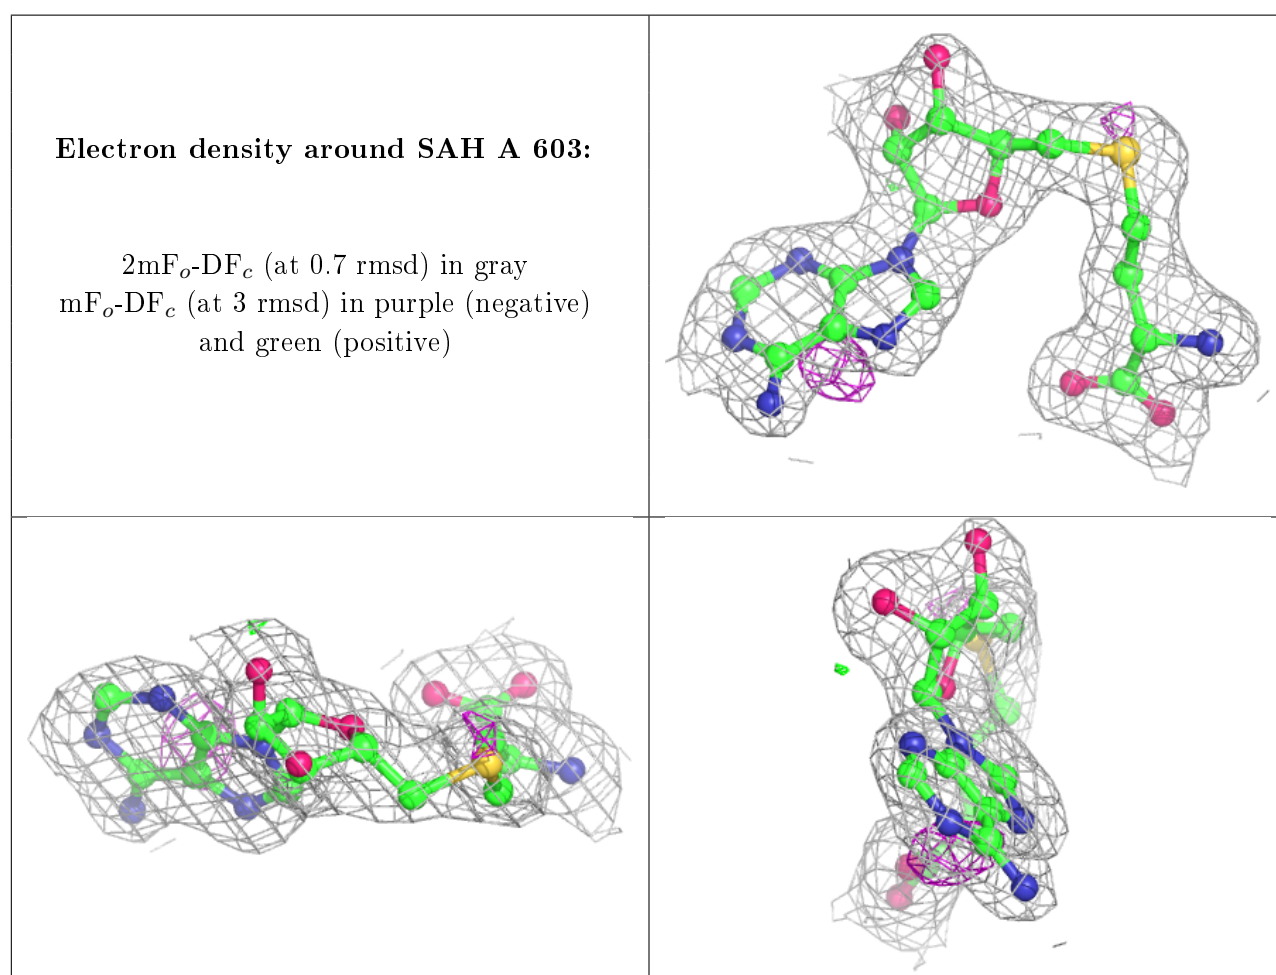 Electron density around SAH A 603:
2mFo-DFc (at 0.7 rmsd) in gray
mFo-DFc (at 3 rmsd) in purple (negative)
and green (positive)